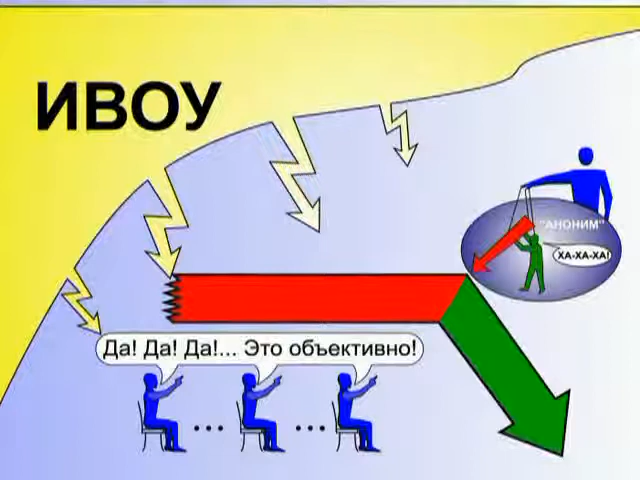 ИВОУ
"АНОНИМ"
ХА-ХА-ХА!
Да! Да! Да!... Это объективно!
... ...